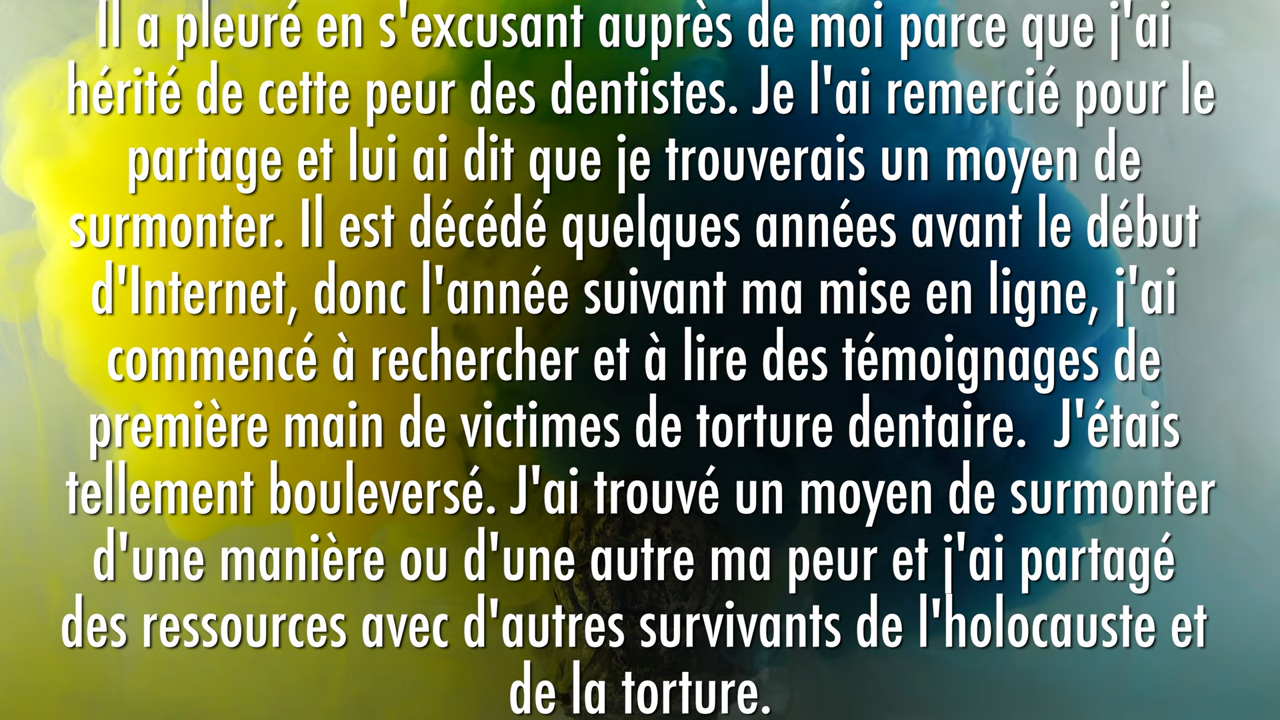 Il a pleuré en s'excusant auprès de moi parce que j'ai
hérité de cette peur des dentistes. Je l'ai remercié pour le
partage et lui ai dit que je trouverais un moyen de
surmonter. Il est décédé quelques années avant le début
d'Internet, donc l'année suivant ma mise en ligne, j'ai
commencé à rechercher et à lire des témoignages de
première main de victimes de torture dentaire.  J'étais
tellement bouleversé. J'ai trouvé un moyen de surmonter
d'une manière ou d'une autre ma peur et j'ai partagé
des ressources avec d'autres survivants de l'holocauste et
de la torture.